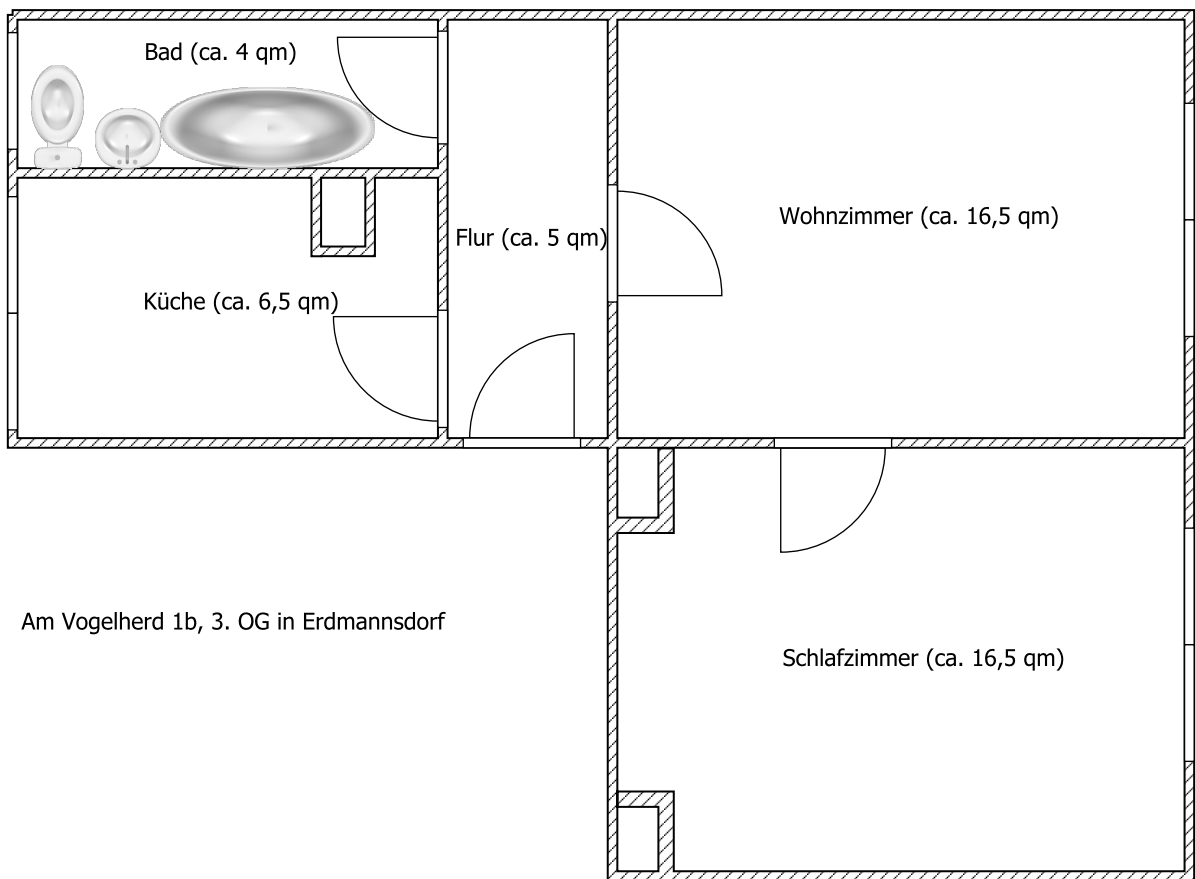 Bad (ca. 4 qm)
Wohnzimmer (ca. 16,5 qm)
Flur (ca. 5 qm)
Küche (ca. 6,5 qm)
Am Vogelherd 1b, 3. OG in Erdmannsdorf
Schlafzimmer (ca. 16,5 qm)